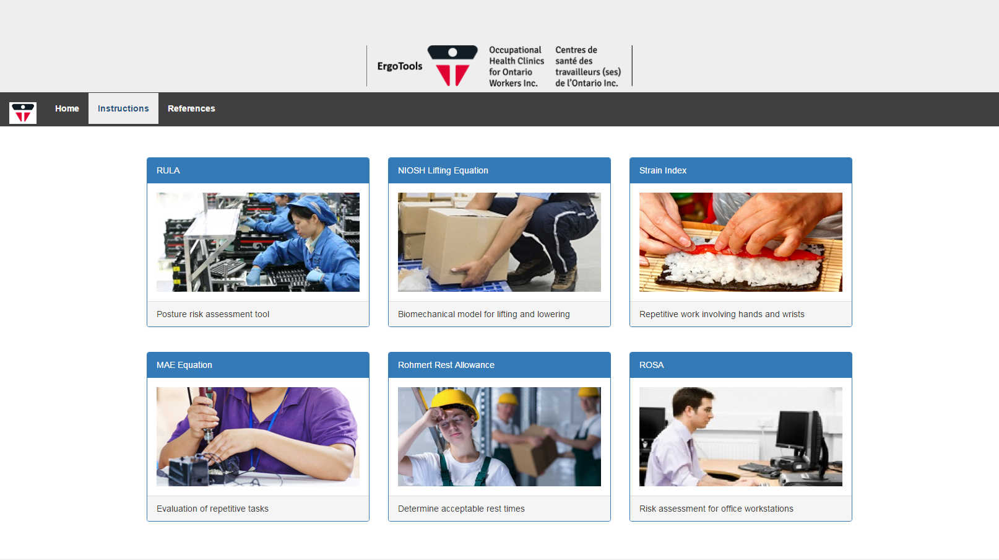 ErgoTools
Occupational
Health Clinics
for Ontario
Workers Inc.
Centres de
santé des
travailleurs (ses)
de l'Ontario Inc.
Home
Instructions
References
RULA
NIOSH Lifting Equation
Strain Index
Posture risk assessment tool
Biomechanical model for lifting and lowering
Repetitive work involving hands and wrists
MAE Equation
Rohmert Rest Allowance
ROSA
Evaluation of repetitive tasks
Determine acceptable rest times
Risk assessment for office workstations